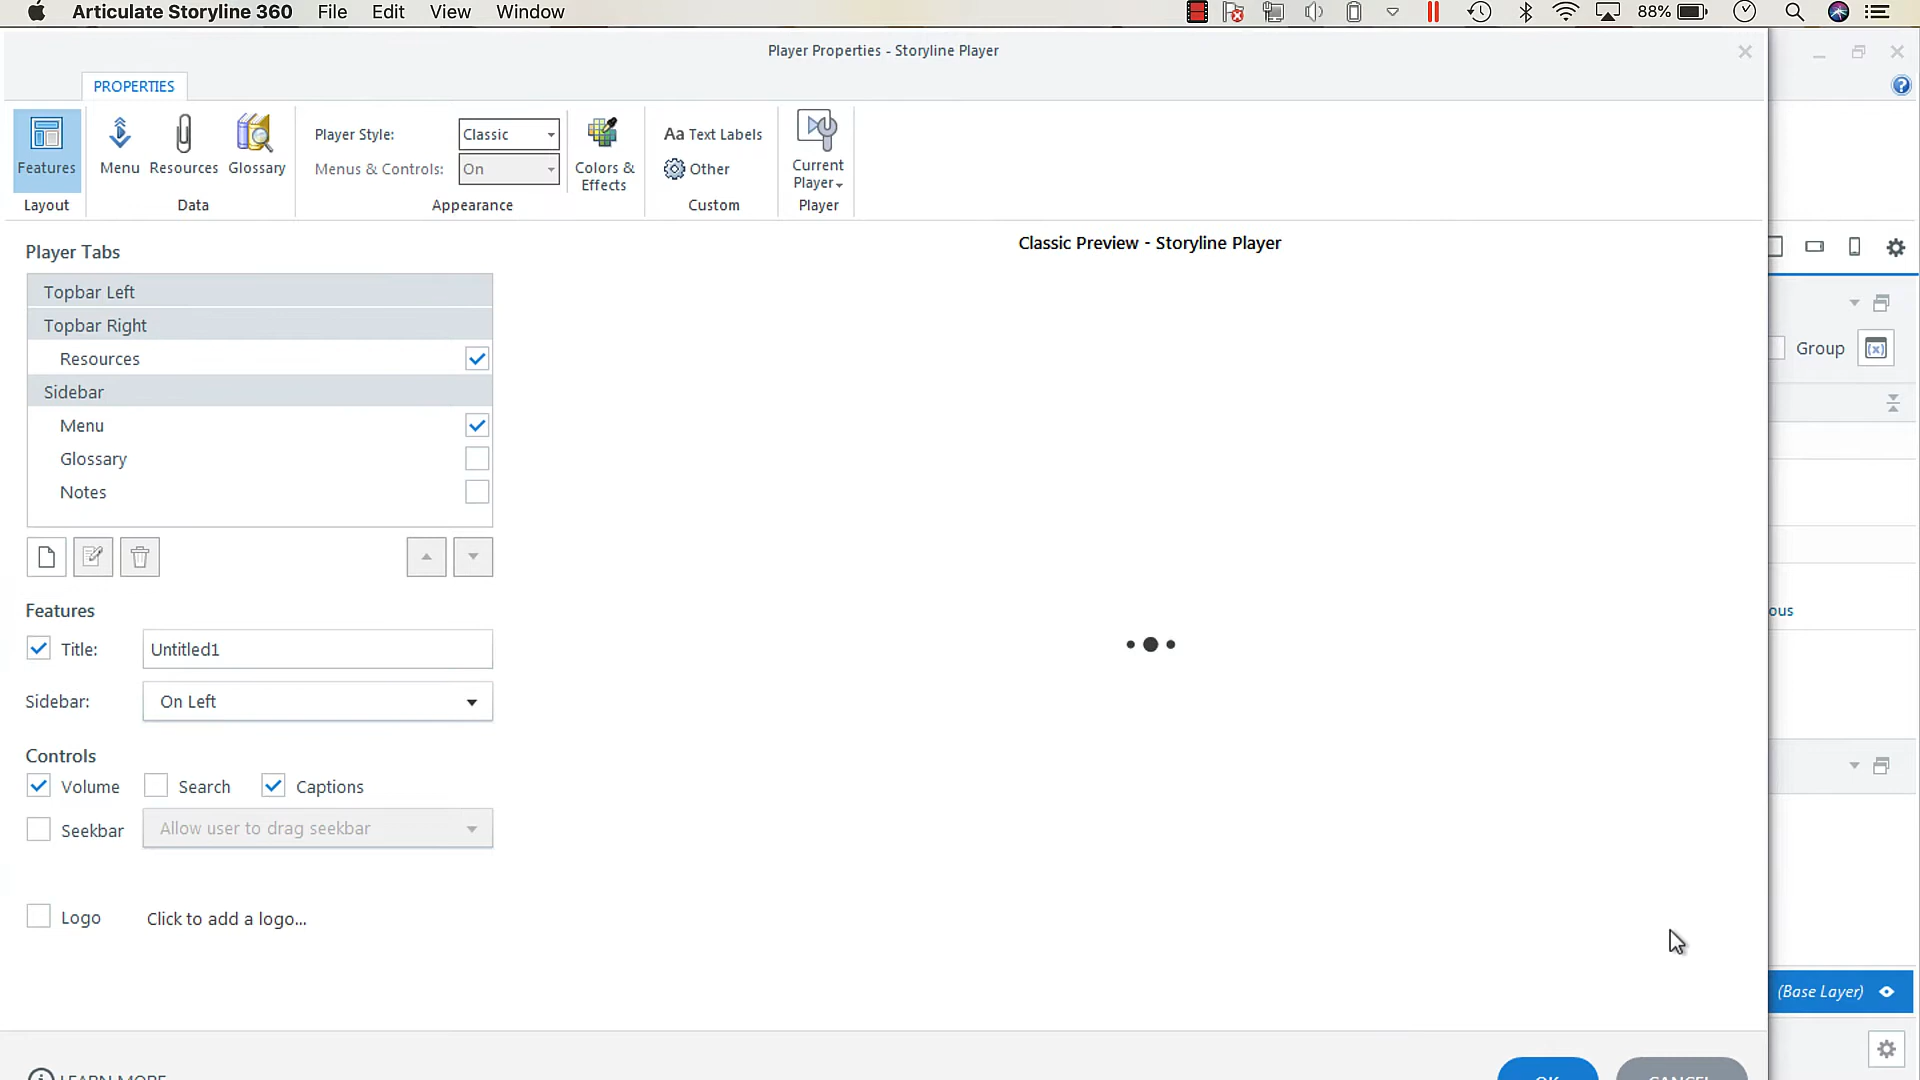 Articulate Storyline 360 File Edit View Window 88%
Player Properties - Storyline Player
PROPERTIES
Features Menu Resources Glossary
Player Style: Classic
Menus & Controls: On
Colors & Effects
Aa Text Labels
Other
Current Player
Layout Data Appearance Custom Player
Player Tabs
Classic Preview - Storyline Player
Topbar Left
Topbar Right
Resources
Sidebar
Menu
Glossary
Notes
Group
(x)
Features
Title: Untitled1
ous
Sidebar: On Left
Controls
Volume Search Captions
Seekbar Allow user to drag seekbar
Logo Click to add a logo...
(Base Layer)
LEARN MORE
OK CANCEL